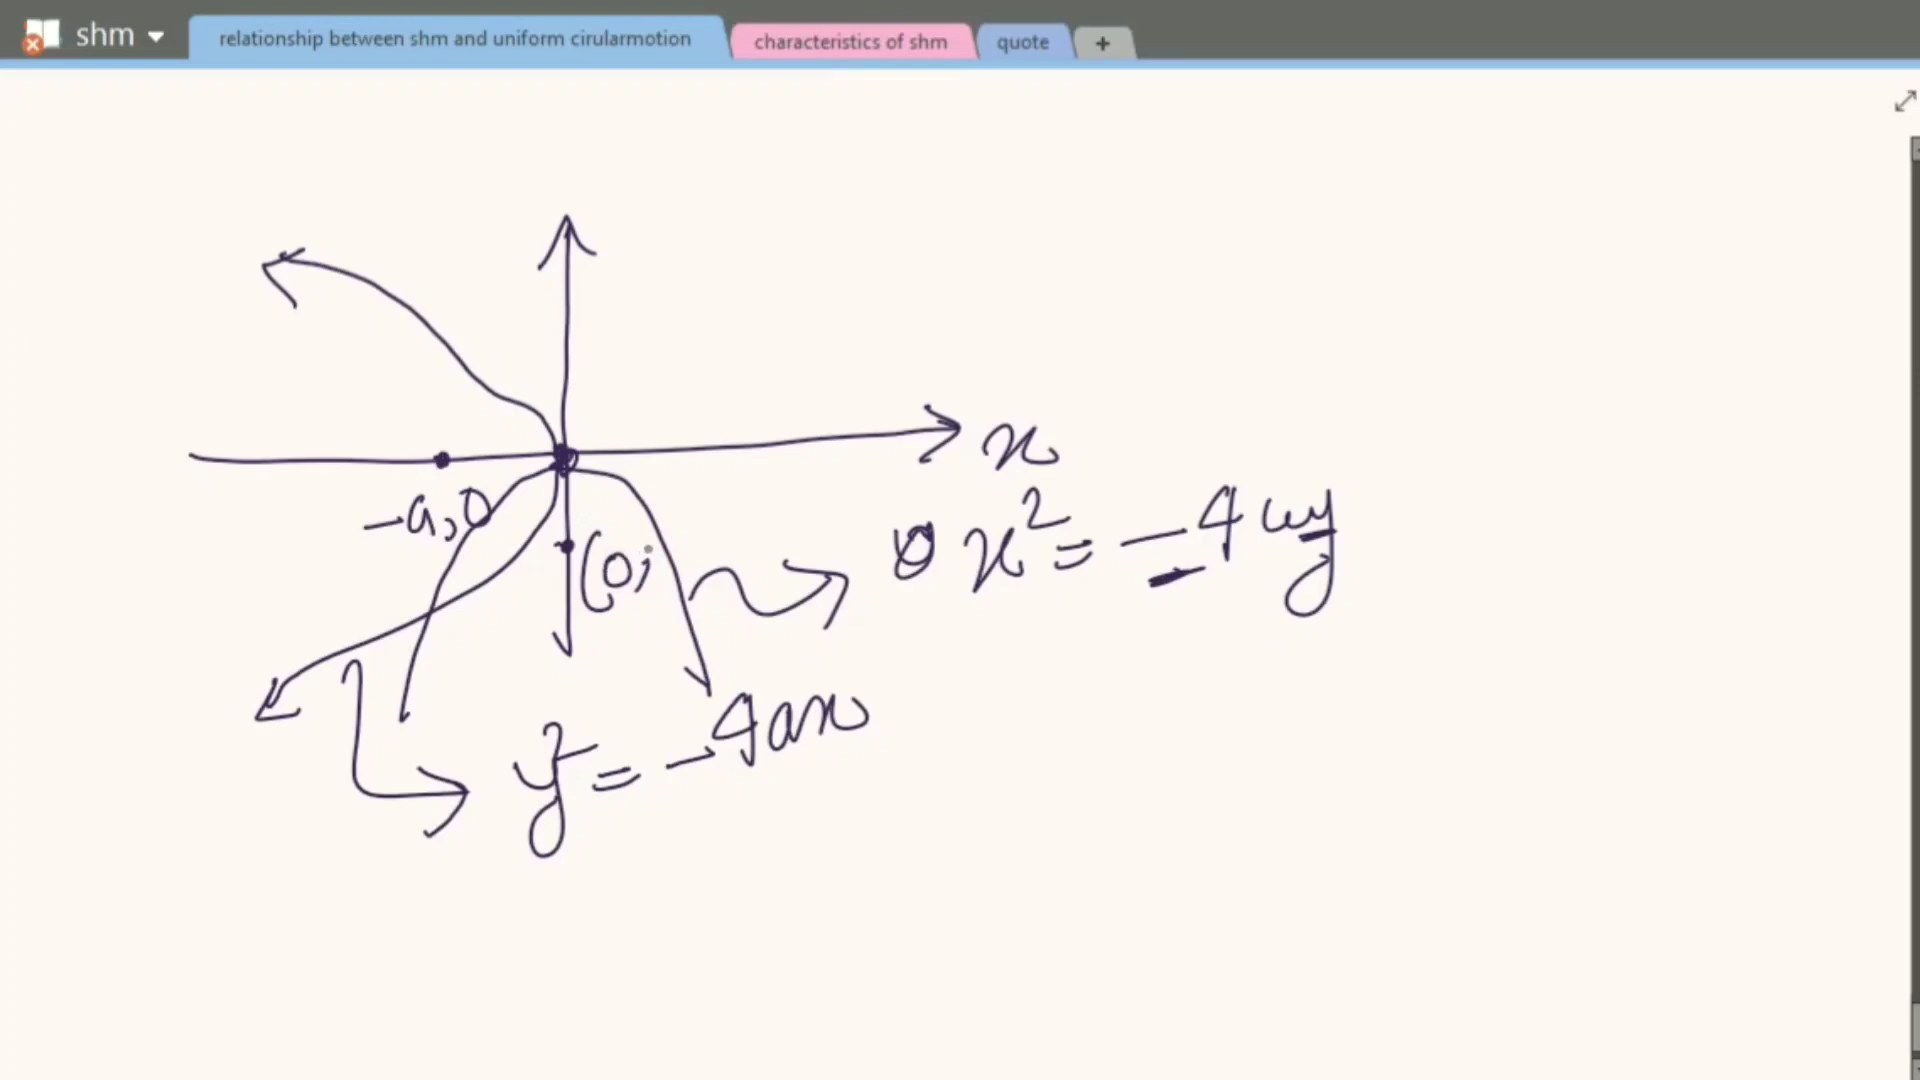 shm
relationship between shm and uniform cirularmotion
characteristics of shm
quote
+
x
-a,0
(0,
x² = -4ay
y² = -4ax